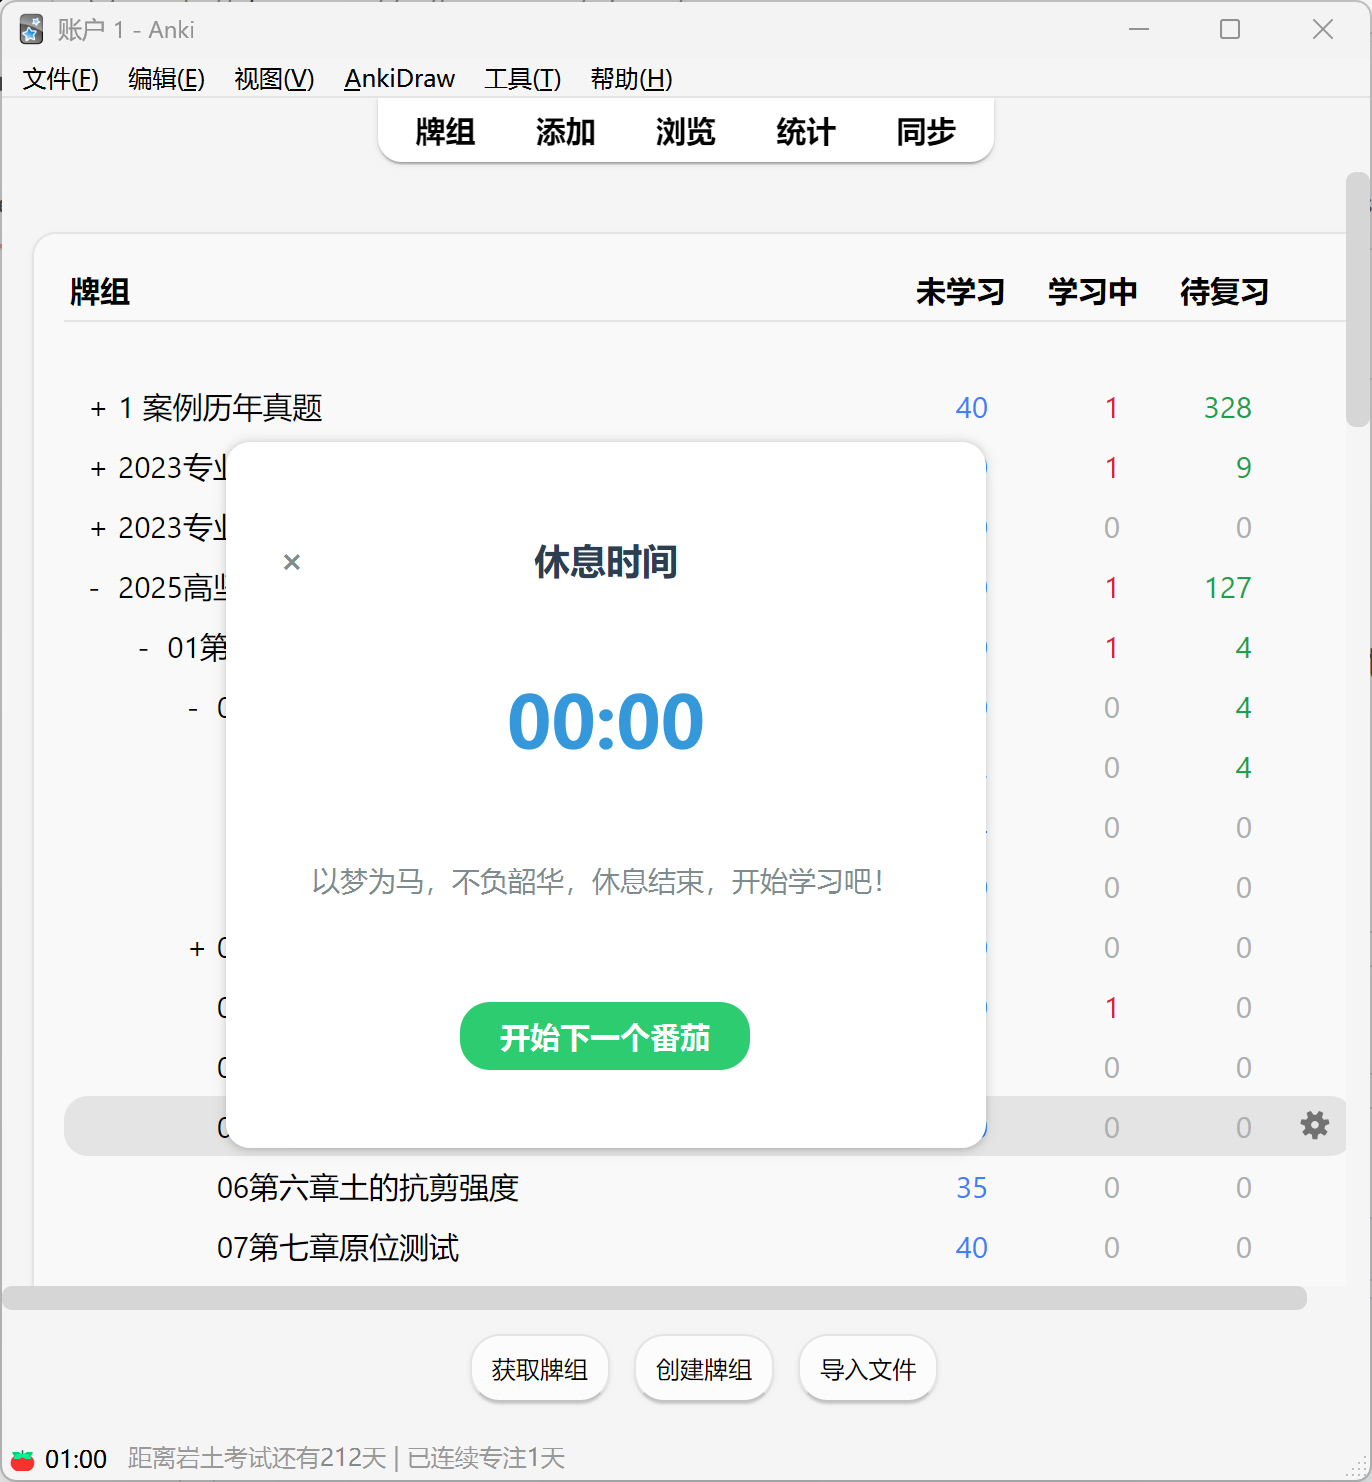 账户 1 - Anki
文件(F) 编辑(E) 视图(V) AnkiDraw 工具(T) 帮助(H)
牌组 添加 浏览 统计 同步
牌组 未学习 学习中 待复习
+ 1 案例历年真题 40 1 328
+ 2023专业 1 9
+ 2023专业 0 0
- 2025高 1 127
- 01第 1 4
- 0 0 4
0 4
0 0
0 0
+ 0 0 0
0 1 0
0 0 0
0 0 0
06第六章土的抗剪强度 35 0 0
07第七章原位测试 40 0 0
× 休息时间
00:00
以梦为马，不负韶华，休息结束，开始学习吧！
开始下一个番茄
获取牌组 创建牌组 导入文件
01:00 距离岩土考试还有212天 | 已连续专注1天